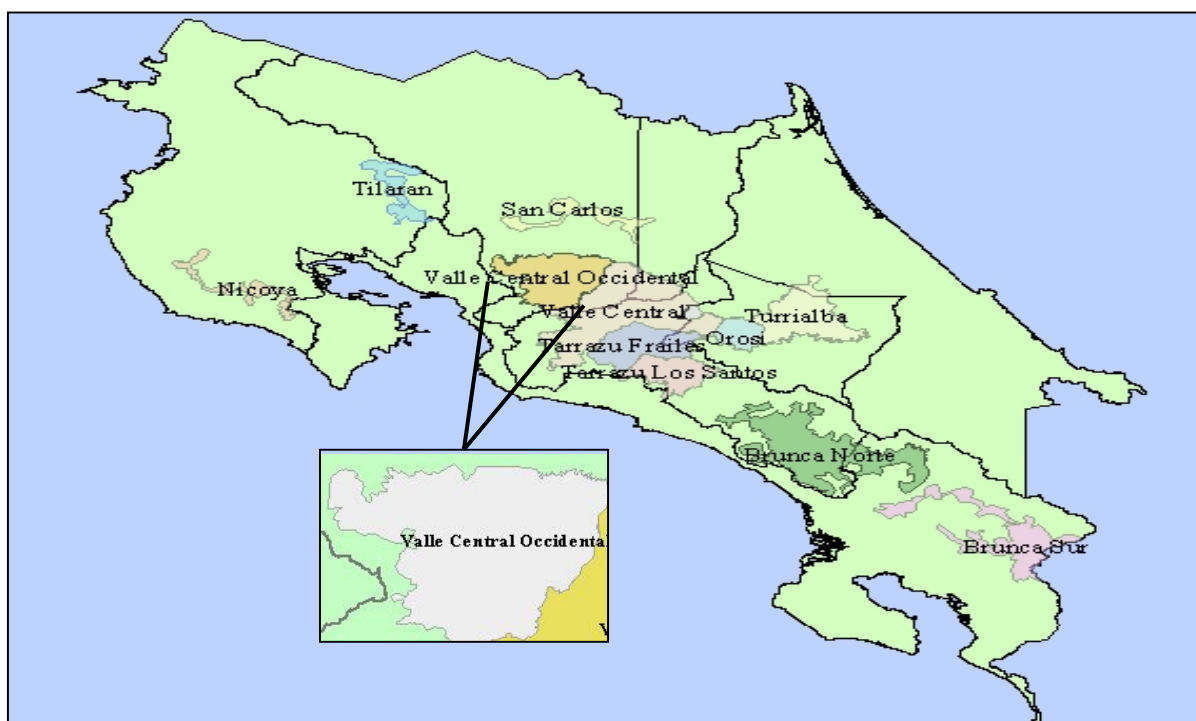 Tilaran
San Carlos
Valle Central Occidental
Nicoya
Valle Central
Turrialba
Tarrazu Frailes
Orosi
Tarrazu Los Santos
Brunca Norte
Valle Central Occidental
Brunca Sur